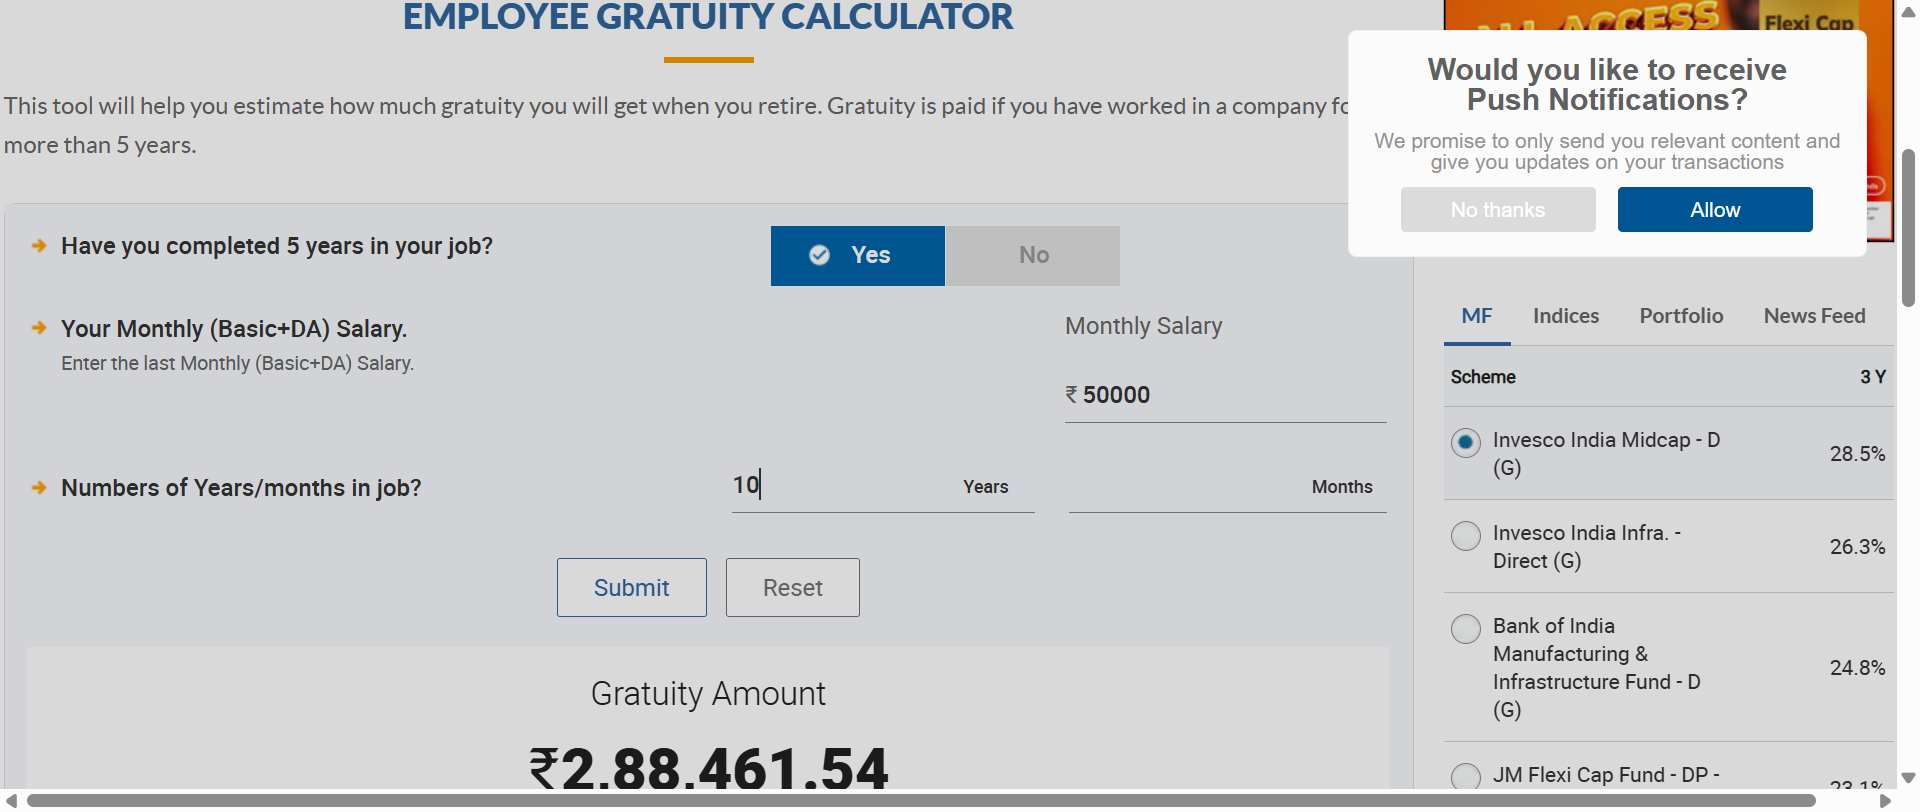 EMPLOYEE GRATUITY CALCULATOR
This tool will help you estimate how much gratuity you will get when you retire. Gratuity is paid if you have worked in a company
more than 5 years.
Have you completed 5 years in your job?
Yes
No
Your Monthly (Basic+DA) Salary.
Enter the last Monthly (Basic+DA) Salary.
Monthly Salary
₹ 50000
Numbers of Years/months in job?
10
Years
Months
Submit
Reset
Gratuity Amount
₹2,88,461.54
ALL ACCESS
Flexi Cap
Would you like to receive
Push Notifications?
We promise to only send you relevant content and
give you updates on your transactions
No thanks
Allow
MF
Indices
Portfolio
News Feed
Scheme
3 Y
Invesco India Midcap - D
(G)
28.5%
Invesco India Infra. -
Direct (G)
26.3%
Bank of India
Manufacturing &
Infrastructure Fund - D
(G)
24.8%
JM Flexi Cap Fund - DP -
23.1%